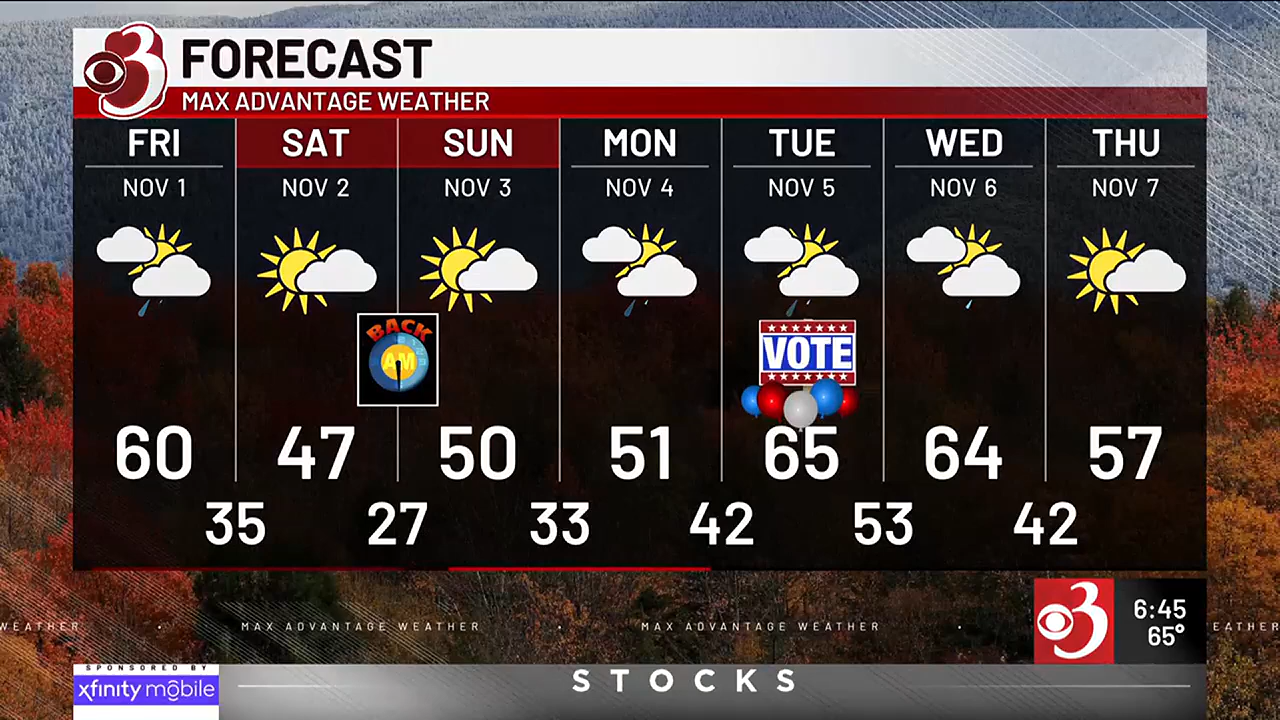 3
FORECAST
MAX ADVANTAGE WEATHER
FRI SAT SUN MON TUE WED THU
NOV 1 NOV 2 NOV 3 NOV 4 NOV 5 NOV 6 NOV 7
BACK
AM
VOTE
60 47 50 51 65 64 57
35 27 33 42 53 42
3
6:45
65°
WEATHER · MAX ADVANTAGE WEATHER · MAX ADVANTAGE WEATHER · EATHER
SPONSORED BY
xfinity mobile
STOCKS